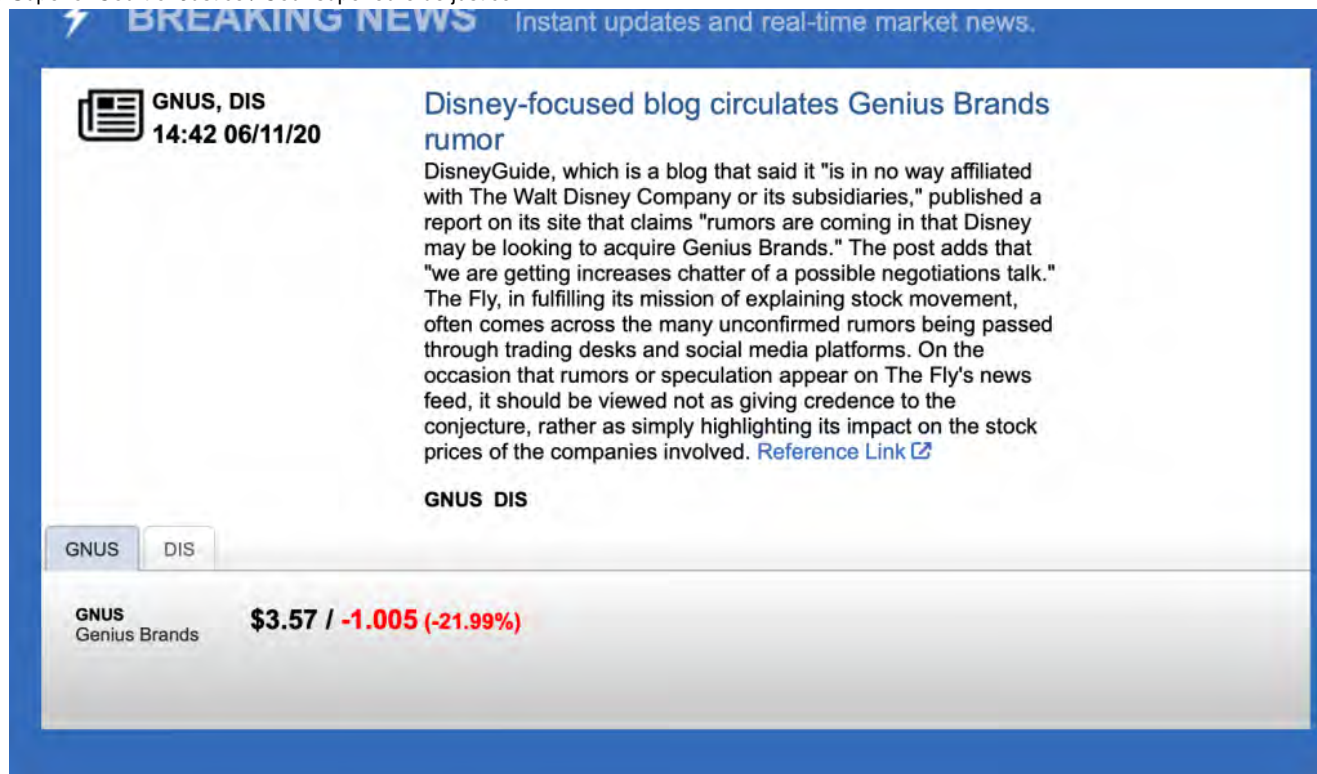 BREAKING NEWS Instant updates and real-time market news.
GNUS, DIS
14:42 06/11/20
Disney-focused blog circulates Genius Brands
rumor
DisneyGuide, which is a blog that said it "is in no way affiliated
with The Walt Disney Company or its subsidiaries," published a
report on its site that claims "rumors are coming in that Disney
may be looking to acquire Genius Brands." The post adds that
"we are getting increases chatter of a possible negotiations talk."
The Fly, in fulfilling its mission of explaining stock movement,
often comes across the many unconfirmed rumors being passed
through trading desks and social media platforms. On the
occasion that rumors or speculation appear on The Fly's news
feed, it should be viewed not as giving credence to the
conjecture, rather as simply highlighting its impact on the stock
prices of the companies involved. Reference Link
GNUS DIS
GNUS DIS
GNUS
Genius Brands
$3.57 / -1.005 (-21.99%)